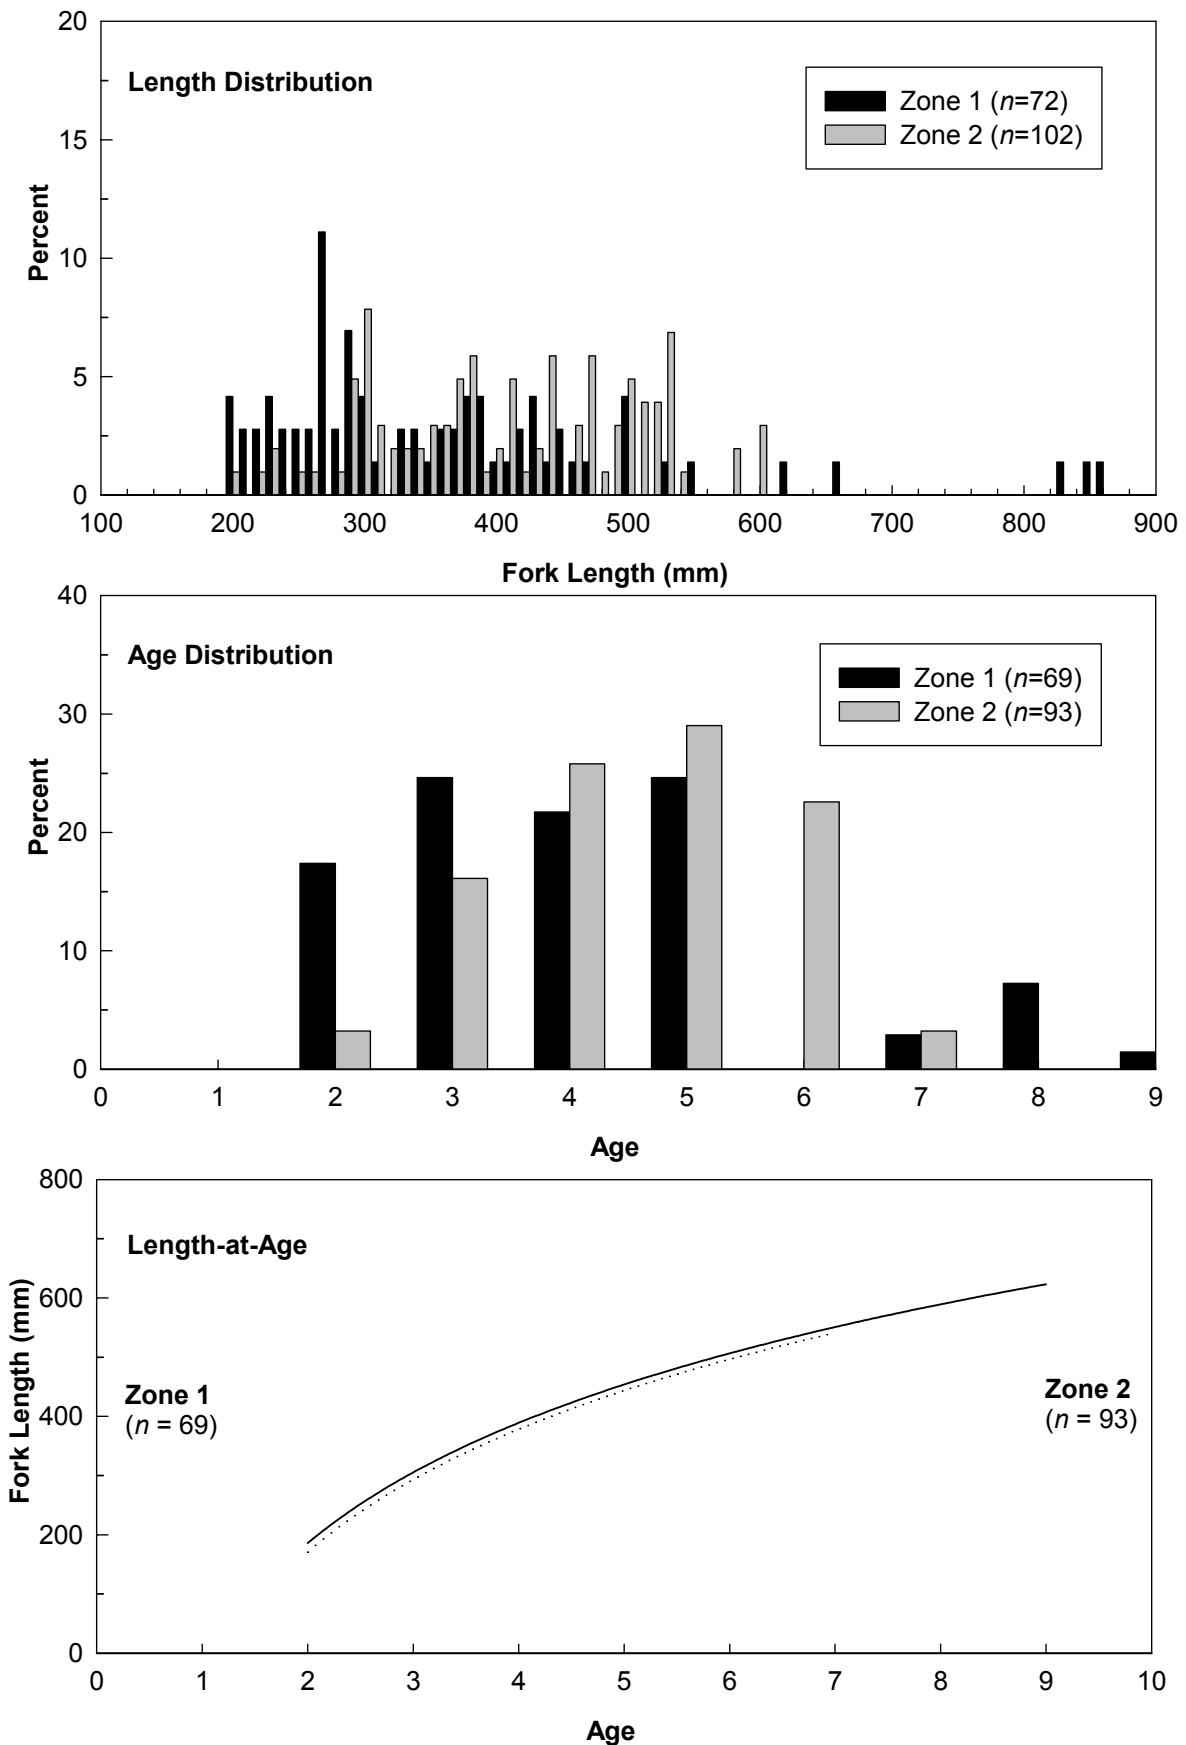 20
Length Distribution
Zone 1 (n=72)
Zone 2 (n=102)
15
Percent
10
5
0
100 200 300 400 500 600 700 800 900
Fork Length (mm)
40
Age Distribution
Zone 1 (n=69)
Zone 2 (n=93)
30
Percent
20
10
0
0 1 2 3 4 5 6 7 8 9
Age
800
Length-at-Age
600
Fork Length (mm)
Zone 1
(n = 69)
Zone 2
(n = 93)
400
200
0
0 1 2 3 4 5 6 7 8 9 10
Age